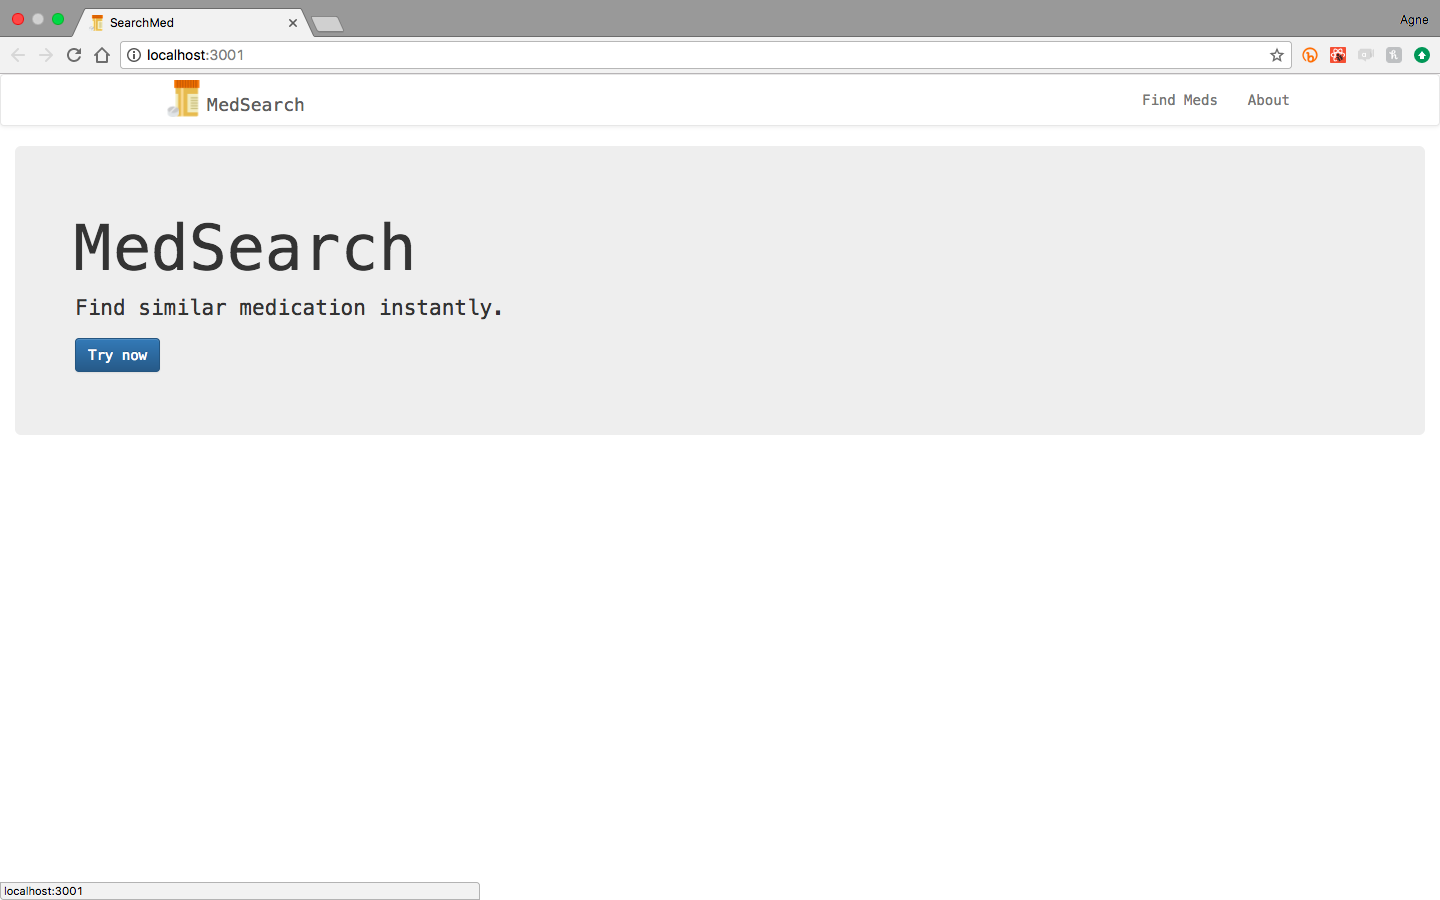 SearchMed
Agne
localhost:3001
MedSearch
Find Meds
About
MedSearch
Find similar medication instantly.
Try now
localhost:3001